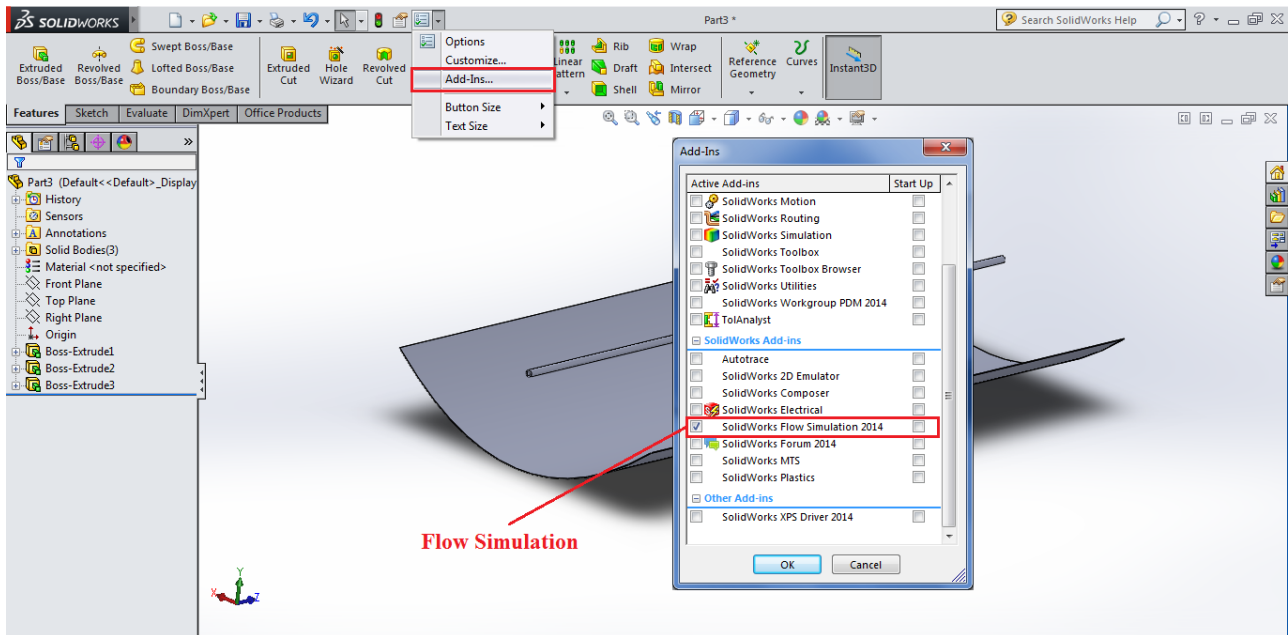 SOLIDWORKS
Part3 *
Search SolidWorks Help
Extruded Boss/Base
Revolved Boss/Base
Swept Boss/Base
Lofted Boss/Base
Boundary Boss/Base
Extruded Cut
Hole Wizard
Revolved Cut
Options
Customize...
Add-Ins...
Button Size
Text Size
Linear
attern
Rib
Draft
Shell
Wrap
Intersect
Mirror
Reference Geometry
Curves
Instant3D
Features
Sketch
Evaluate
DimXpert
Office Products
Part3 (Default<<Default>_Display
History
Sensors
Annotations
Solid Bodies(3)
Material <not specified>
Front Plane
Top Plane
Right Plane
Origin
Boss-Extrude1
Boss-Extrude2
Boss-Extrude3
Add-Ins
Active Add-ins Start Up
SolidWorks Motion
SolidWorks Routing
SolidWorks Simulation
SolidWorks Toolbox
SolidWorks Toolbox Browser
SolidWorks Utilities
SolidWorks Workgroup PDM 2014
TolAnalyst
SolidWorks Add-ins
Autotrace
SolidWorks 2D Emulator
SolidWorks Composer
SolidWorks Electrical
SolidWorks Flow Simulation 2014
SolidWorks Forum 2014
SolidWorks MTS
SolidWorks Plastics
Other Add-ins
SolidWorks XPS Driver 2014
OK
Cancel
Flow Simulation
Y
X
Z